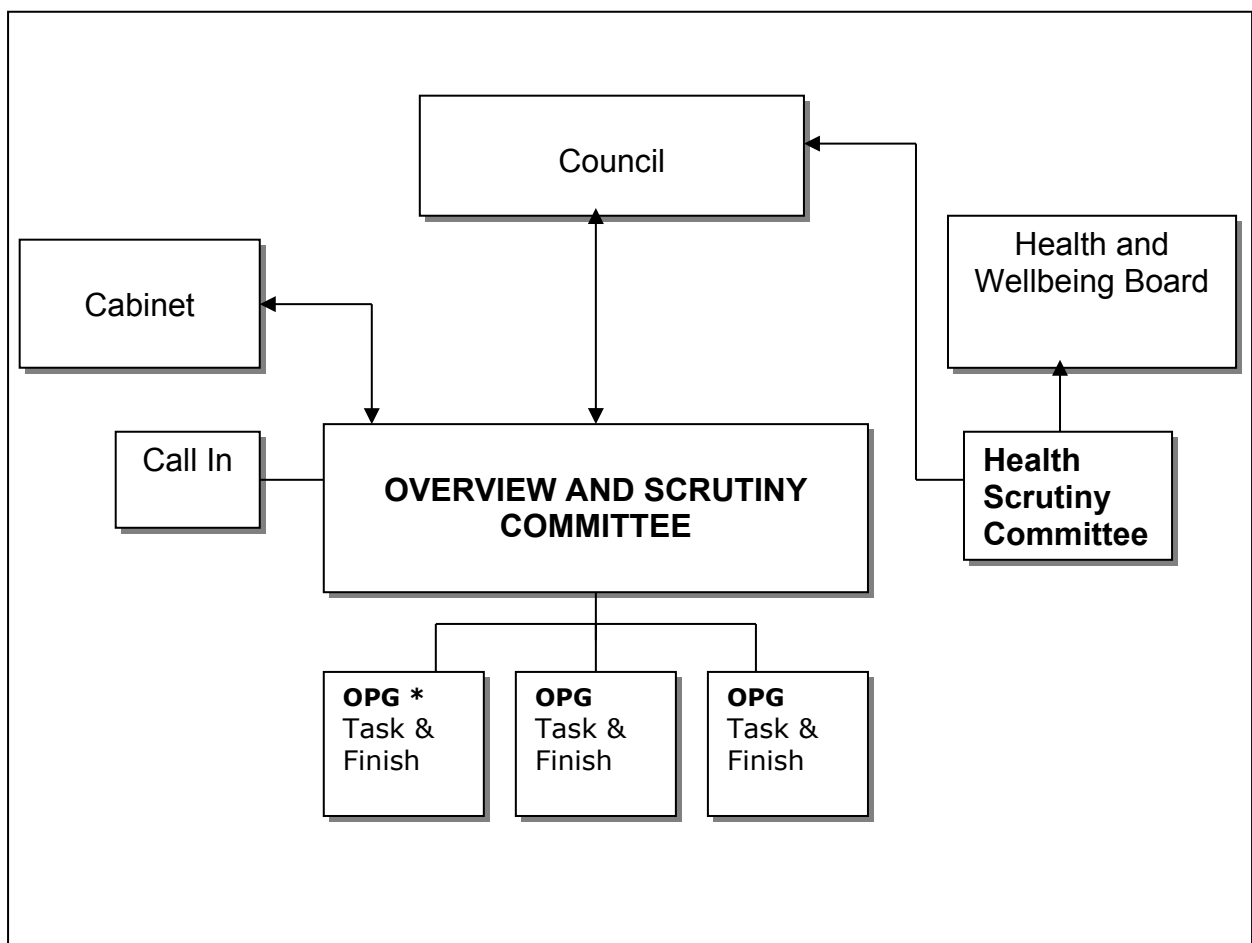 Council
Health and
Wellbeing Board
Cabinet
Call In
OVERVIEW AND SCRUTINY
COMMITTEE
Health
Scrutiny
Committee
OPG *
Task &
Finish
OPG
Task &
Finish
OPG
Task &
Finish